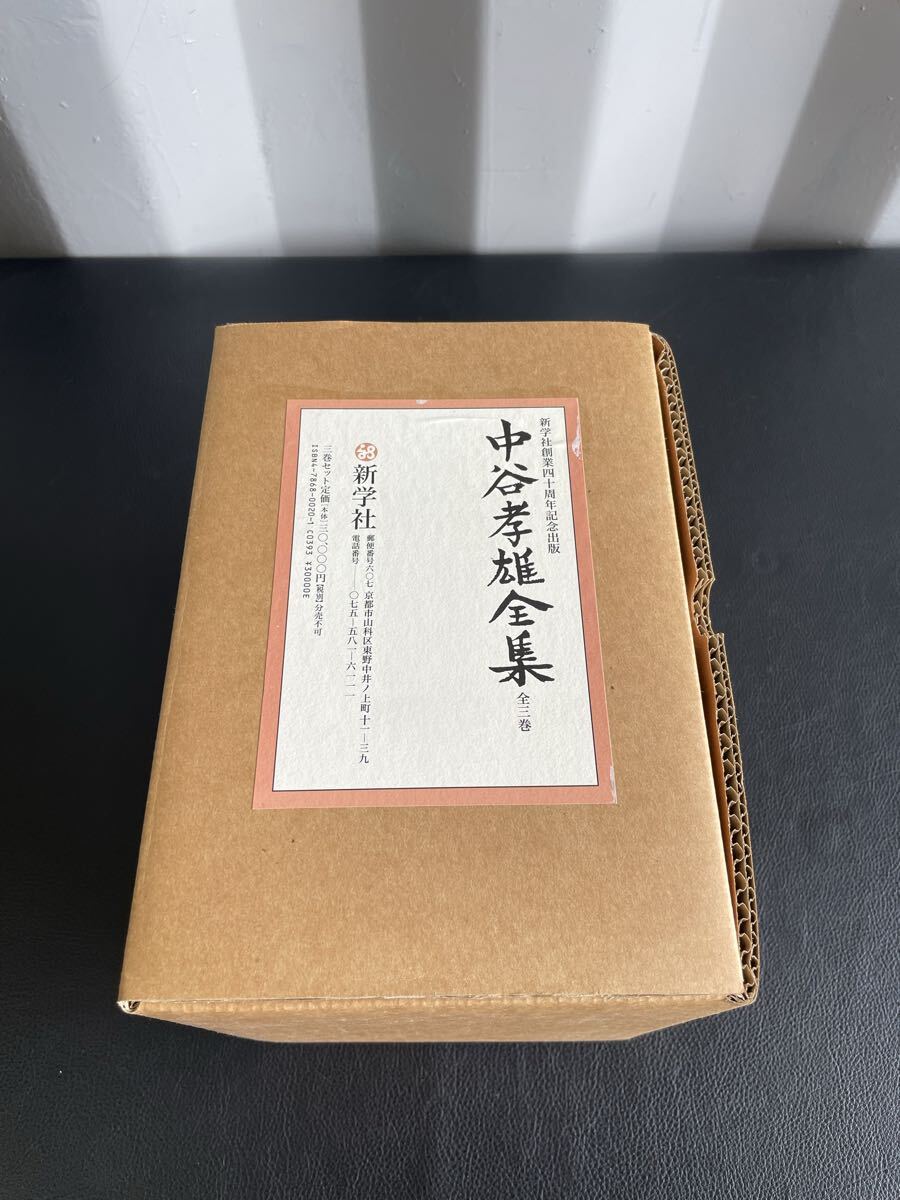 新学社創業四十周年記念出版
中谷孝雄全集 全三巻
新学社
郵便番号六〇七 京都市山科区東野中井ノ上町十一―三九
電話番号――〇七五―五八一―六一一一
三巻セット定価[本体]三〇、〇〇〇円[税別]分売不可
ISBN4-7868-0020-1 C0393 ¥30000E